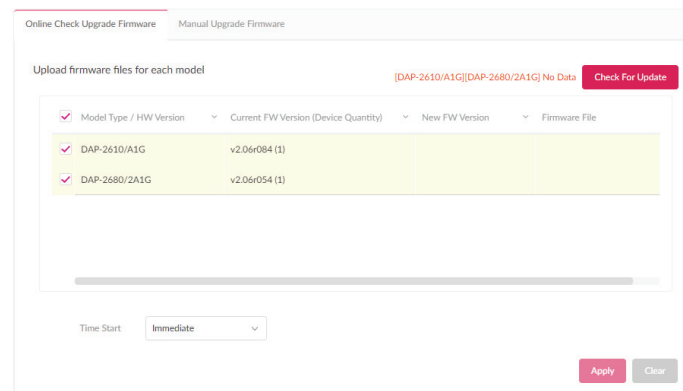 Online Check Upgrade Firmware Manual Upgrade Firmware
Upload firmware files for each model
[DAP-2610/A1G][DAP-2680/2A1G] No Data Check For Update
Model Type / HW Version Current FW Version (Device Quantity) New FW Version Firmware File
DAP-2610/A1G v2.06r084 (1)
DAP-2680/2A1G v2.06r054 (1)
Time Start Immediate
Apply Clear